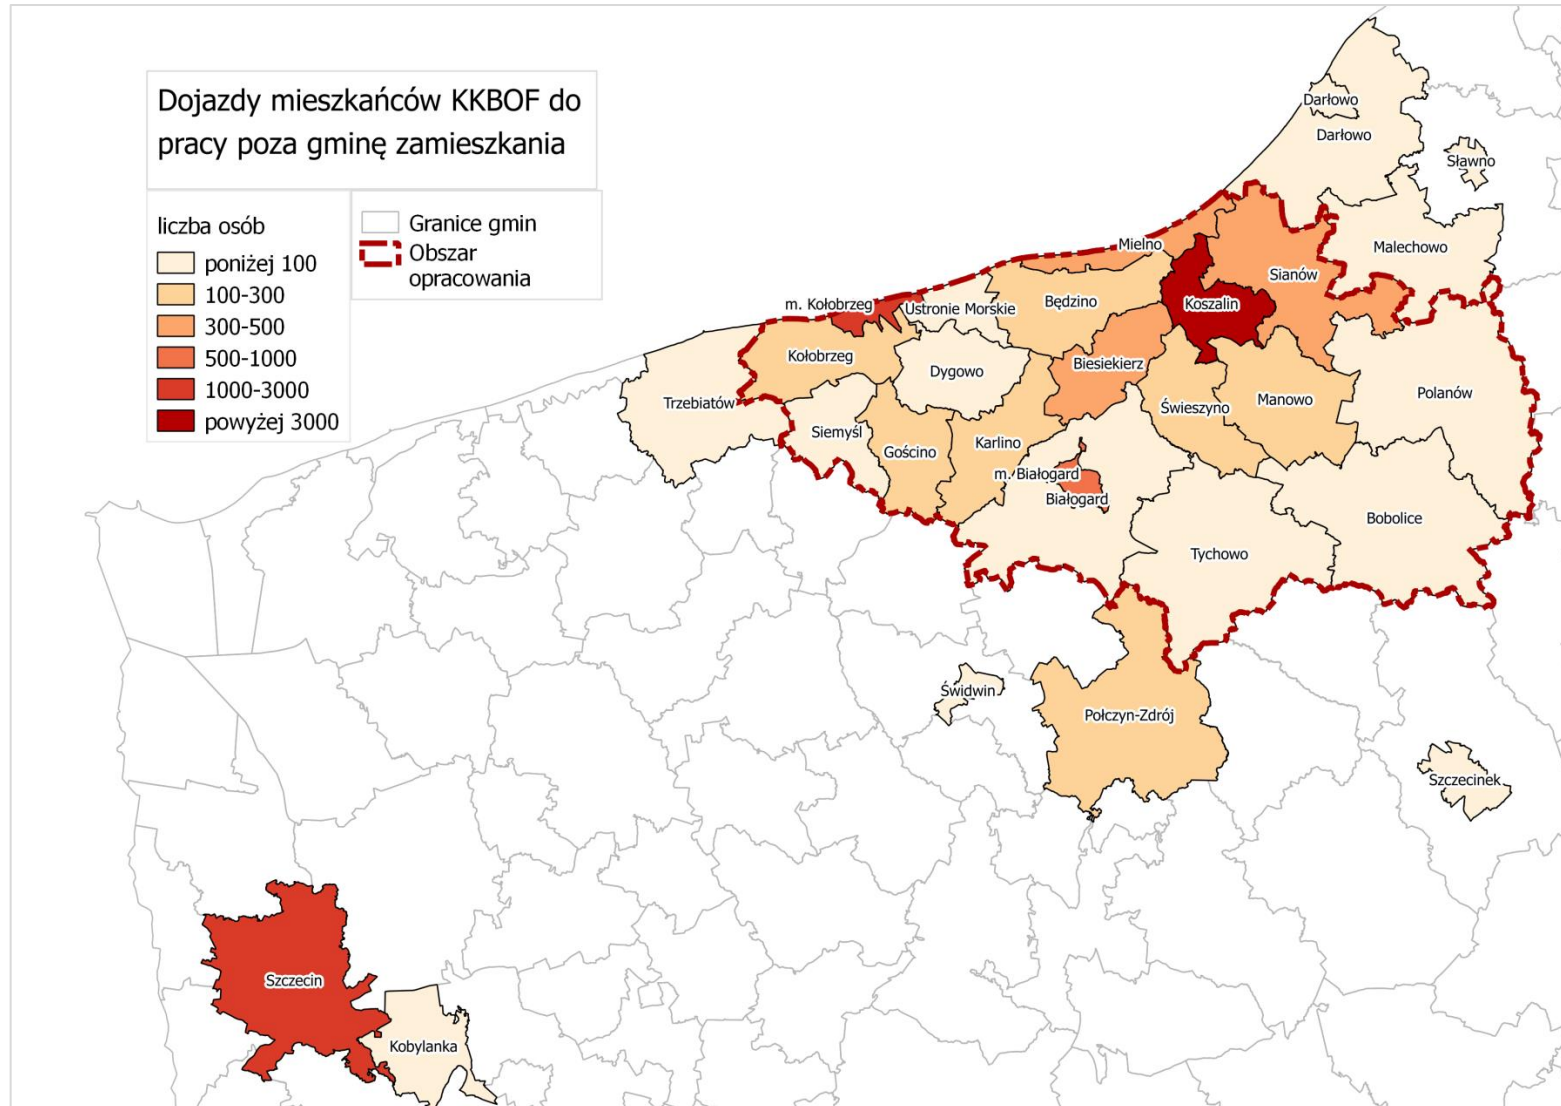 Dojazdy mieszkańców KKBOF do
pracy poza gminę zamieszkania
liczba osób
poniżej 100
100-300
300-500
500-1000
1000-3000
powyżej 3000
Granice gmin
Obszar
opracowania
Darłowo
Darłowo
Sławno
Malechowo
Mielno
Sianów
m. Kołobrzeg
Ustronie Morskie
Będzino
Koszalin
Kołobrzeg
Dygowo
Biesiekierz
Trzebiatów
Świeszyno
Manowo
Polanów
Siemyśl
Gościno
Karlino
m. Białogard
Białogard
Bobolice
Tychowo
Świdwin
Połczyn-Zdrój
Szczecinek
Szczecin
Kobylanka